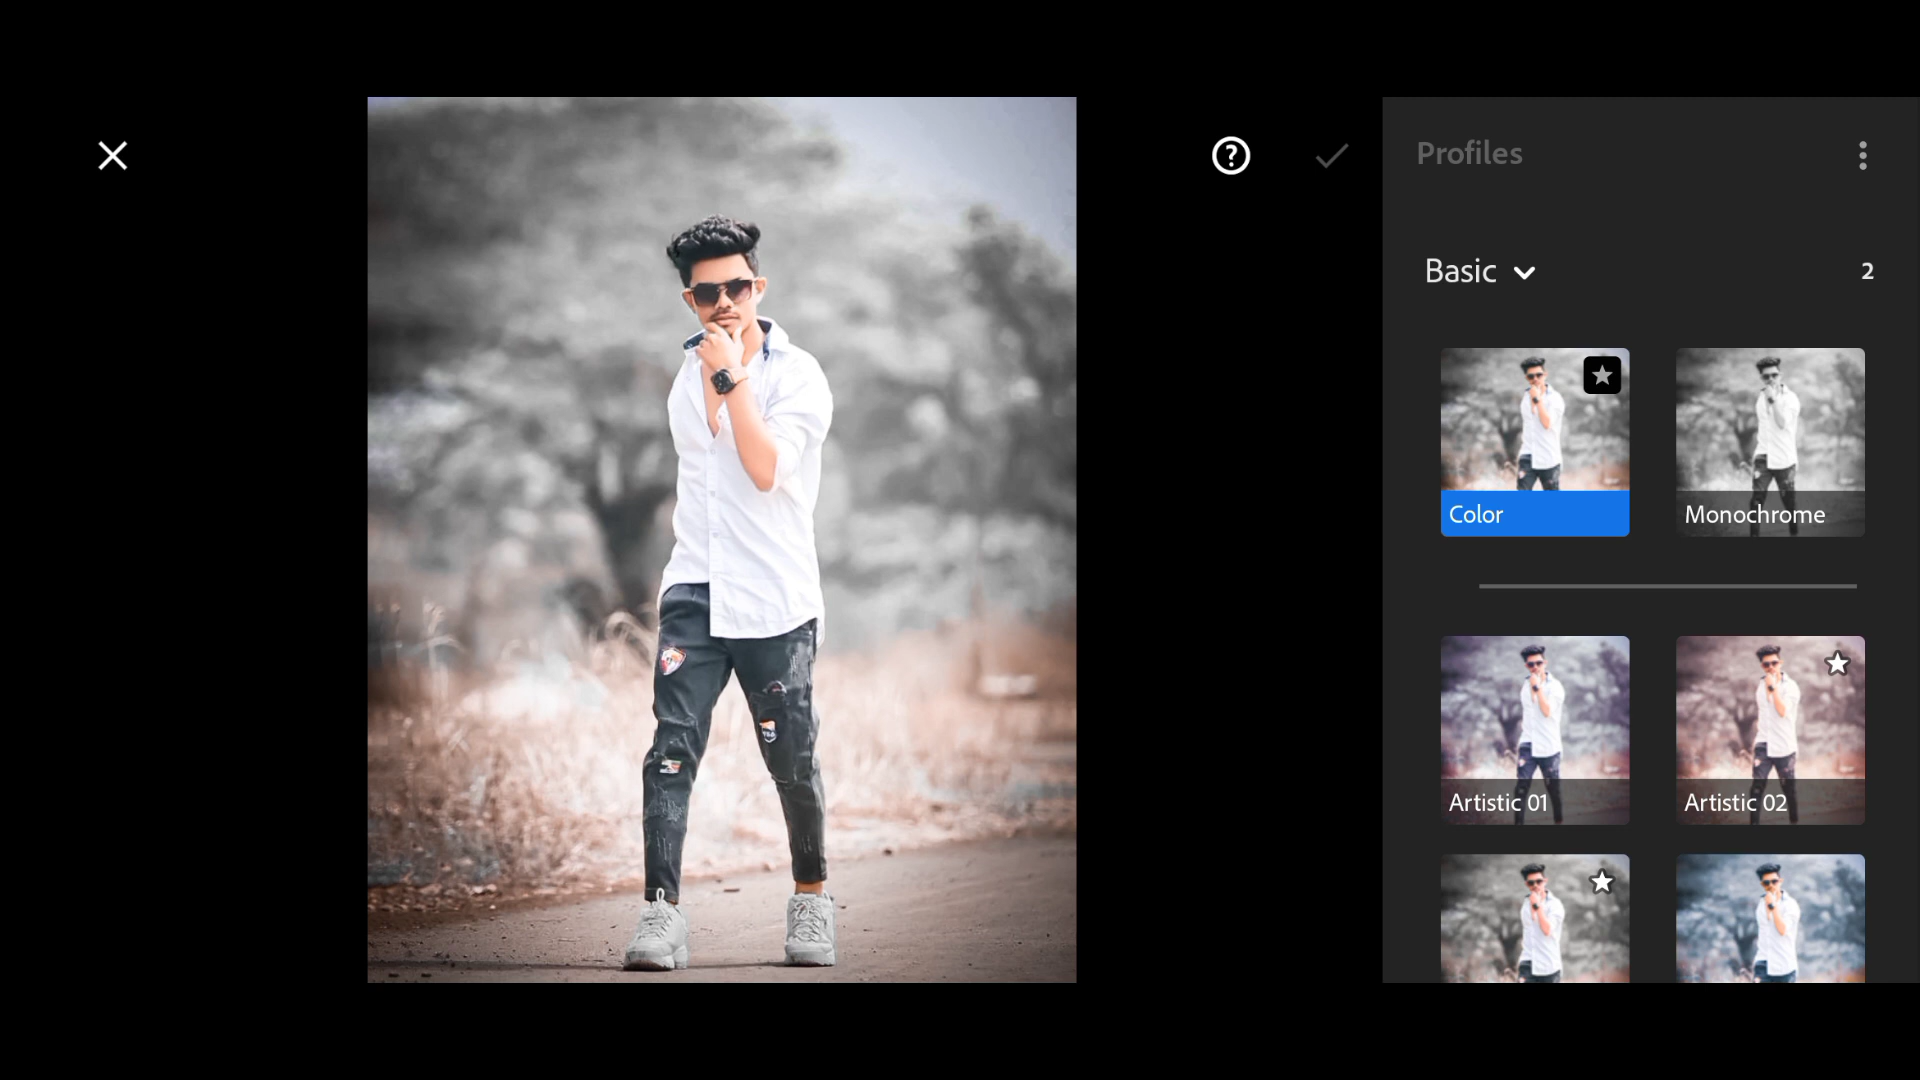 Profiles
Basic
2
Color
Monochrome
Artistic 01
Artistic 02